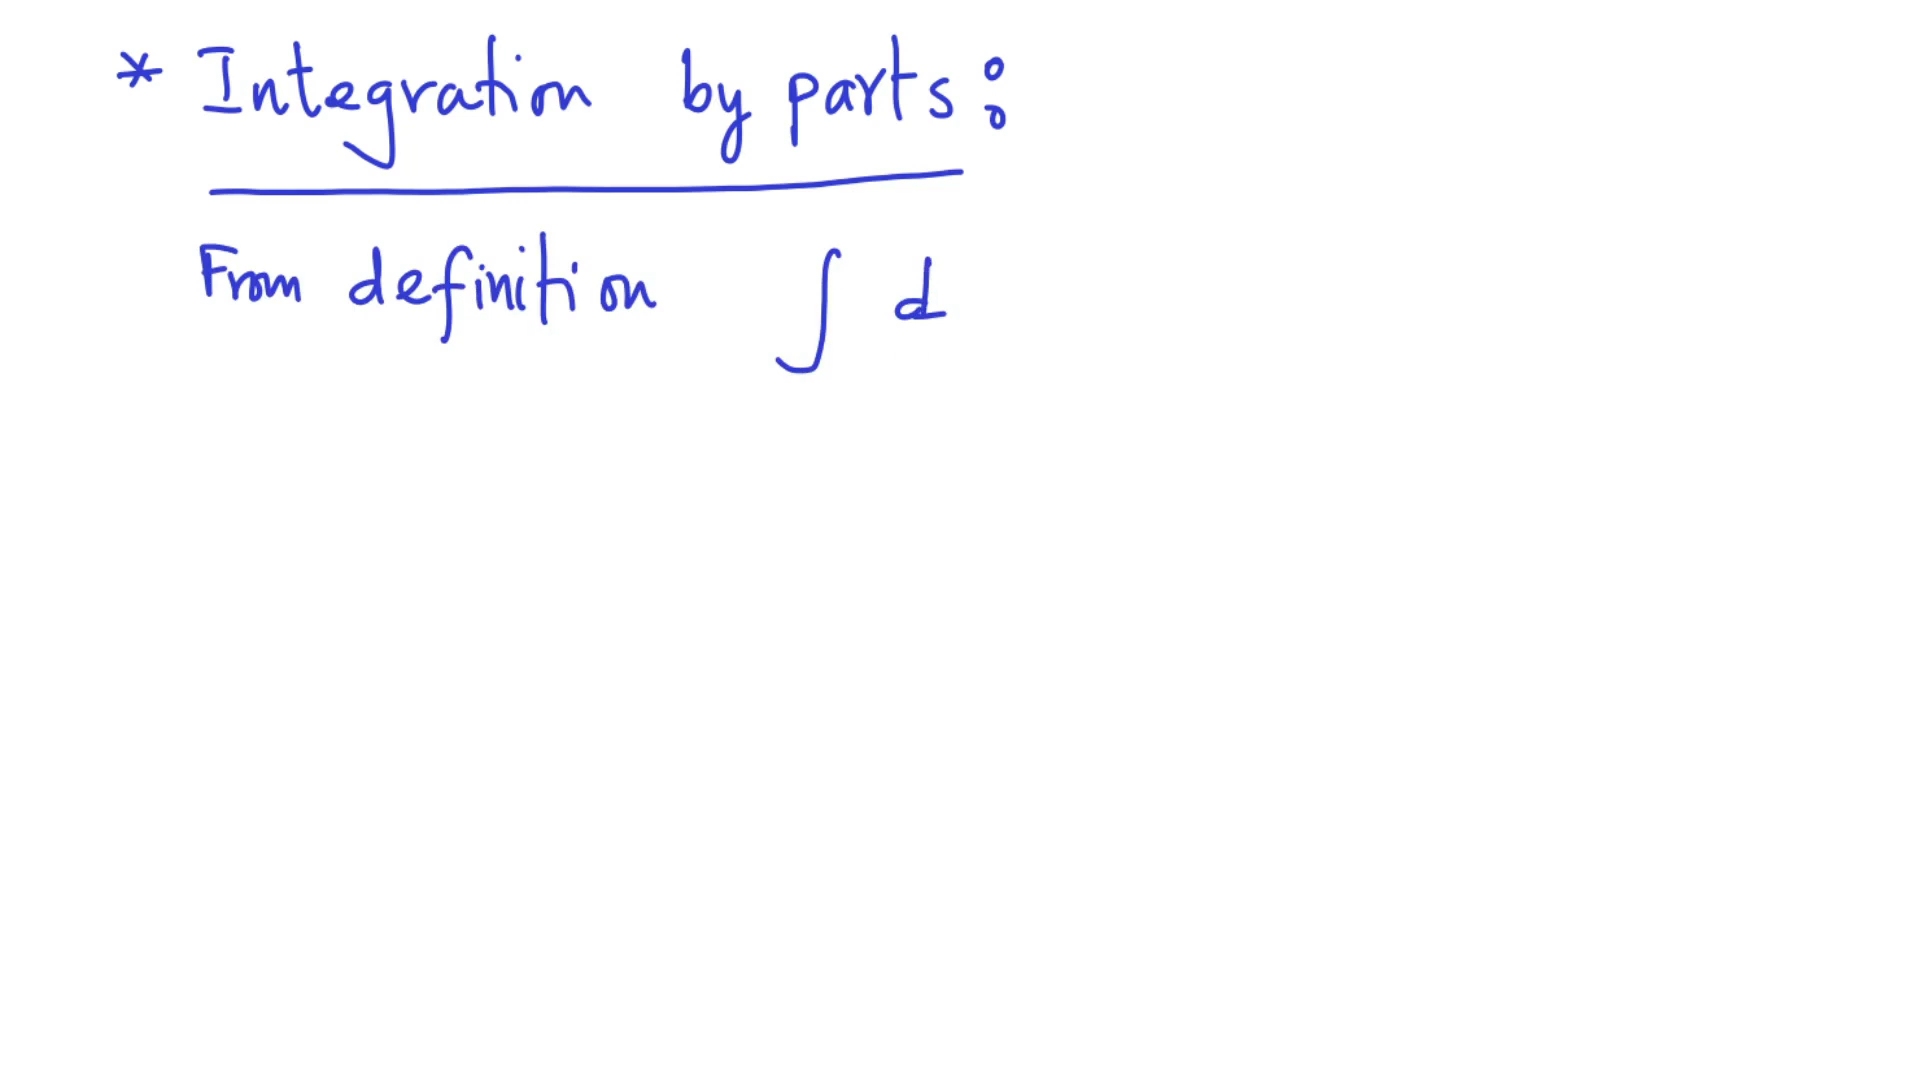 * Integration by parts:
From definition ∫ d